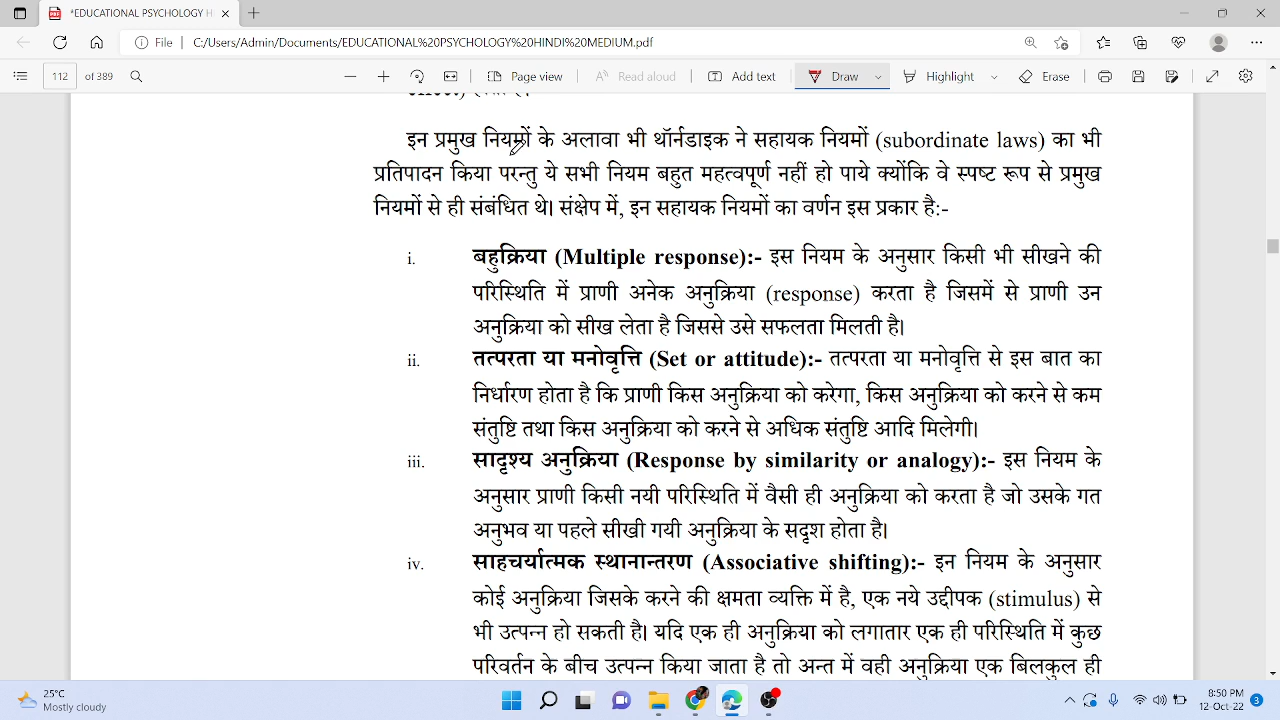 *EDUCATIONAL PSYCHOLOGY H
File | C:/Users/Admin/Documents/EDUCATIONAL%20PSYCHOLOGY%20HINDI%20MEDIUM.pdf
112 of 389 Page view Read aloud Add text Draw Highlight Erase
इन प्रमुख नियमों के अलावा भी थॉर्नडाइक ने सहायक नियमों (subordinate laws) का भी
प्रतिपादन किया परन्तु ये सभी नियम बहुत महत्वपूर्ण नहीं हो पाये क्योंकि वे स्पष्ट रूप से प्रमुख
नियमों से ही संबंधित थे। संक्षेप में, इन सहायक नियमों का वर्णन इस प्रकार है:-
i. बहुक्रिया (Multiple response):- इस नियम के अनुसार किसी भी सीखने की
परिस्थिति में प्राणी अनेक अनुक्रिया (response) करता है जिसमें से प्राणी उन
अनुक्रिया को सीख लेता है जिससे उसे सफलता मिलती है।
ii. तत्परता या मनोवृत्ति (Set or attitude):- तत्परता या मनोवृत्ति से इस बात का
निर्धारण होता है कि प्राणी किस अनुक्रिया को करेगा, किस अनुक्रिया को करने से कम
संतुष्टि तथा किस अनुक्रिया को करने से अधिक संतुष्टि आदि मिलेगी।
iii. सादृश्य अनुक्रिया (Response by similarity or analogy):- इस नियम के
अनुसार प्राणी किसी नयी परिस्थिति में वैसी ही अनुक्रिया को करता है जो उसके गत
अनुभव या पहले सीखी गयी अनुक्रिया के सदृश होता है।
iv. साहचर्यात्मक स्थानान्तरण (Associative shifting):- इन नियम के अनुसार
कोई अनुक्रिया जिसके करने की क्षमता व्यक्ति में है, एक नये उद्दीपक (stimulus) से
भी उत्पन्न हो सकती है। यदि एक ही अनुक्रिया को लगातार एक ही परिस्थिति में कुछ
परिवर्तन के बीच उत्पन्न किया जाता है तो अन्त में वही अनुक्रिया एक बिलकुल ही
25°C
Mostly cloudy
8:50 PM
12-Oct-22
3